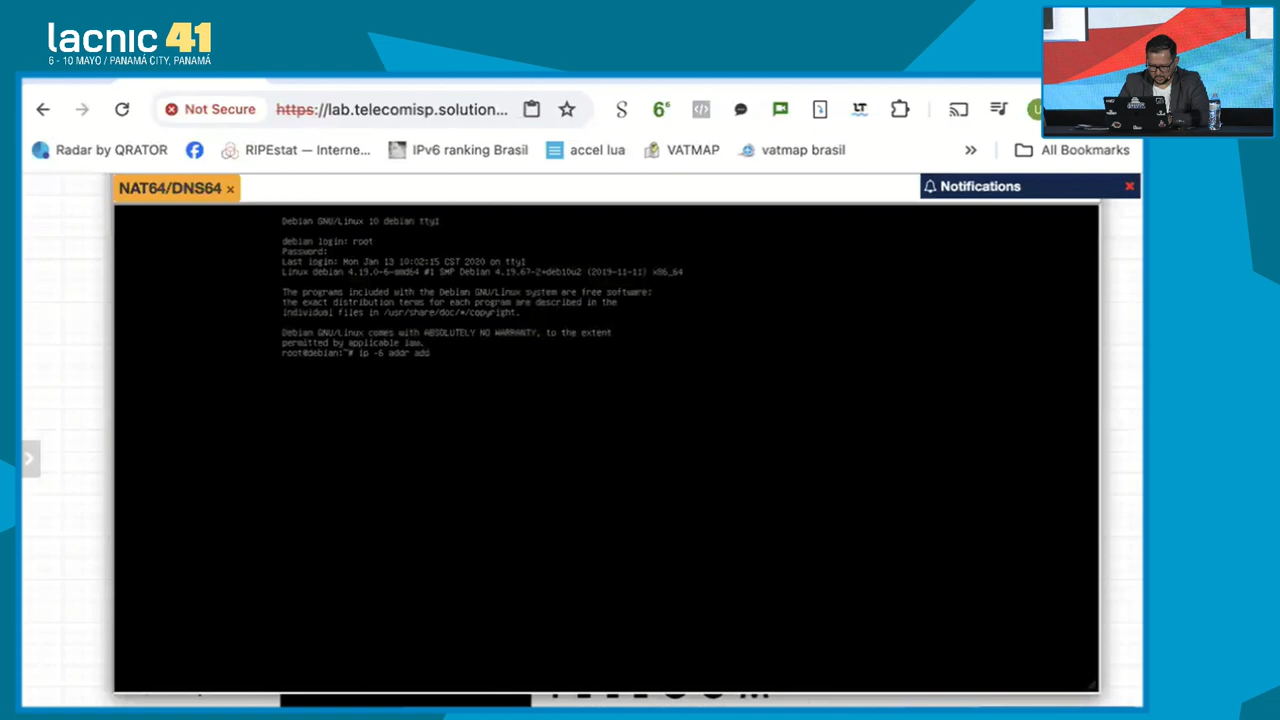 lacnic 41
6 - 10 MAYO / PANAMÁ CITY, PANAMÁ
Not Secure https://lab.telecomisp.solution...
Radar by QRATOR RIPEstat — Interne... IPv6 ranking Brasil accel lua VATMAP vatmap brasil » All Bookmarks
NAT64/DNS64 × Notifications
Debian GNU/Linux 10 debian tty1
debian login: root
Password:
Last login: Mon Jan 13 10:02:15 CST 2020 on tty1
Linux debian 4.19.0-6-amd64 #1 SMP Debian 4.19.67-2+deb10u2 (2019-11-11) x86_64
The programs included with the Debian GNU/Linux system are free software;
the exact distribution terms for each program are described in the
individual files in /usr/share/doc/*/copyright.
Debian GNU/Linux comes with ABSOLUTELY NO WARRANTY, to the extent
permitted by applicable law.
root@debian:~# ip -6 addr add